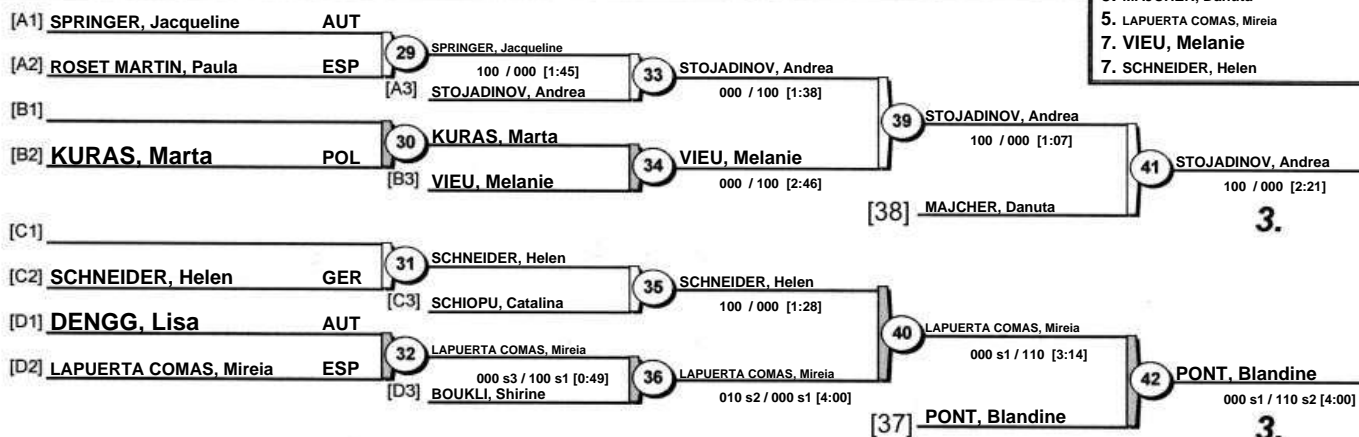 5. LAPUERTA COMAS, Mireia
7. VIEU, Melanie
7. SCHNEIDER, Helen
[A1] SPRINGER, Jacqueline AUT
[A2] ROSET MARTIN, Paula ESP
29
SPRINGER, Jacqueline
100 / 000 [1:45]
[A3] STOJADINOV, Andrea
33
STOJADINOV, Andrea
000 / 100 [1:38]
[B1]
[B2] KURAS, Marta POL
30
KURAS, Marta
[B3] VIEU, Melanie
34
VIEU, Melanie
000 / 100 [2:46]
39
STOJADINOV, Andrea
100 / 000 [1:07]
[38] MAJCHER, Danuta
41
STOJADINOV, Andrea
100 / 000 [2:21]
3.
[C1]
[C2] SCHNEIDER, Helen GER
31
SCHNEIDER, Helen
[C3] SCHIOPU, Catalina
35
SCHNEIDER, Helen
100 / 000 [1:28]
[D1] DENGG, Lisa AUT
[D2] LAPUERTA COMAS, Mireia ESP
32
LAPUERTA COMAS, Mireia
000 s3 / 100 s1 [0:49]
[D3] BOUKLI, Shirine
36
LAPUERTA COMAS, Mireia
010 s2 / 000 s1 [4:00]
40
LAPUERTA COMAS, Mireia
000 s1 / 110 [3:14]
[37] PONT, Blandine
42
PONT, Blandine
000 s1 / 110 s2 [4:00]
3.